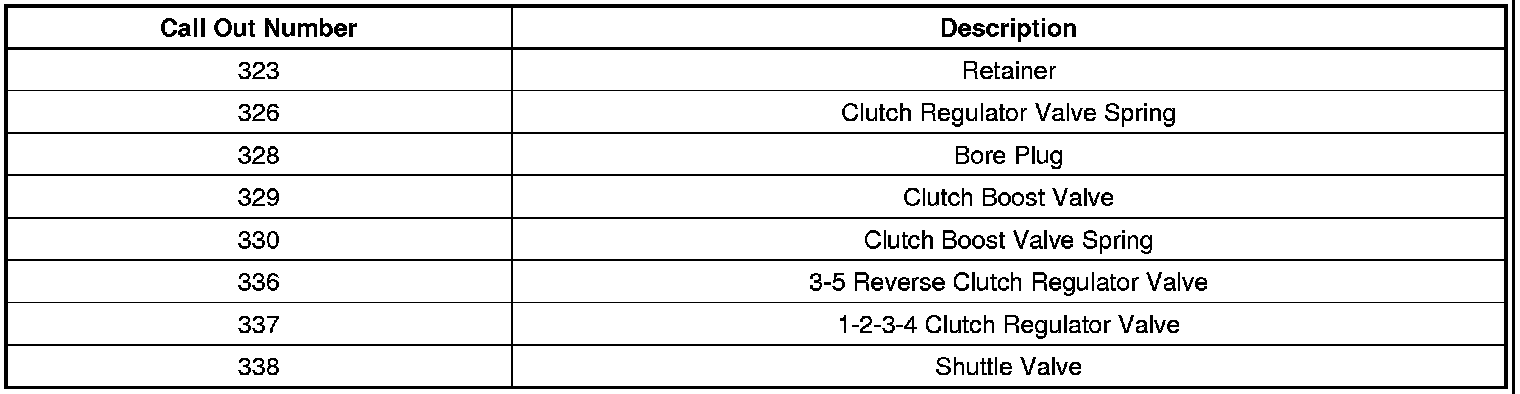 Call Out Number Description
323 Retainer
326 Clutch Regulator Valve Spring
328 Bore Plug
329 Clutch Boost Valve
330 Clutch Boost Valve Spring
336 3-5 Reverse Clutch Regulator Valve
337 1-2-3-4 Clutch Regulator Valve
338 Shuttle Valve